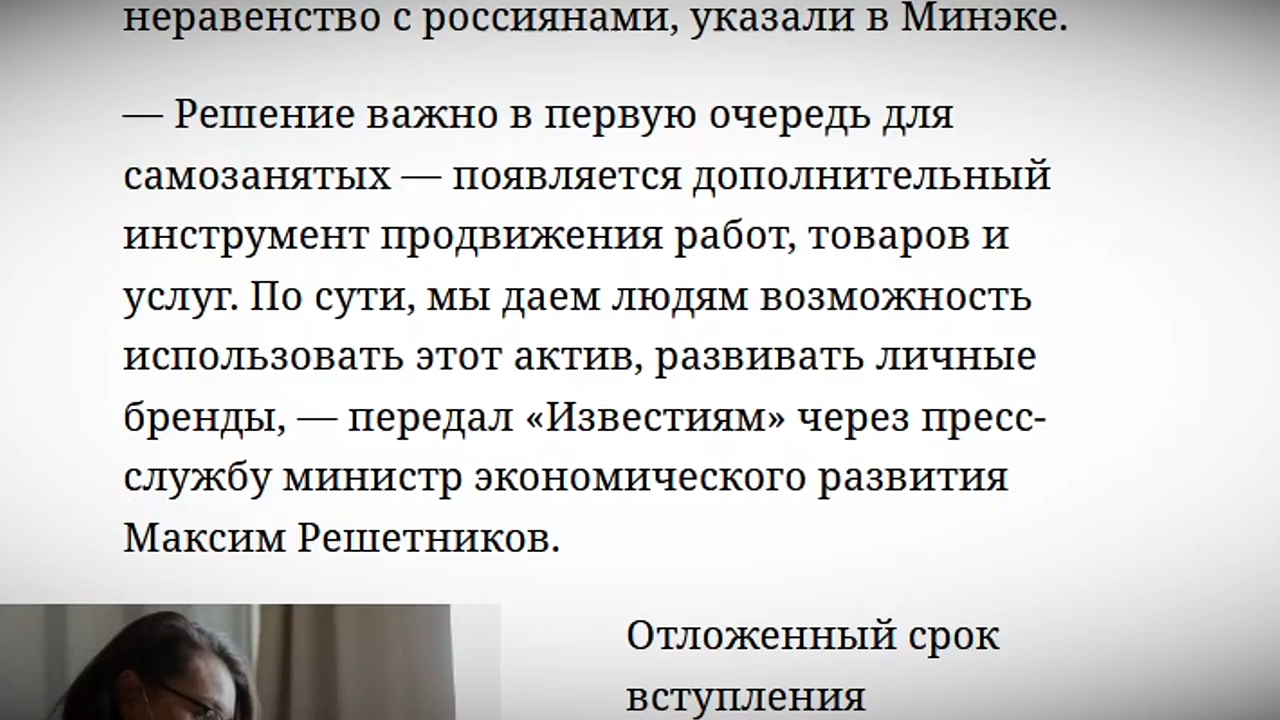 неравенство с россиянами, указали в Минэке.
— Решение важно в первую очередь для
самозанятых — появляется дополнительный
инструмент продвижения работ, товаров и
услуг. По сути, мы даем людям возможность
использовать этот актив, развивать личные
бренды, — передал «Известиям» через пресс-
службу министр экономического развития
Максим Решетников.
Отложенный срок
вступления